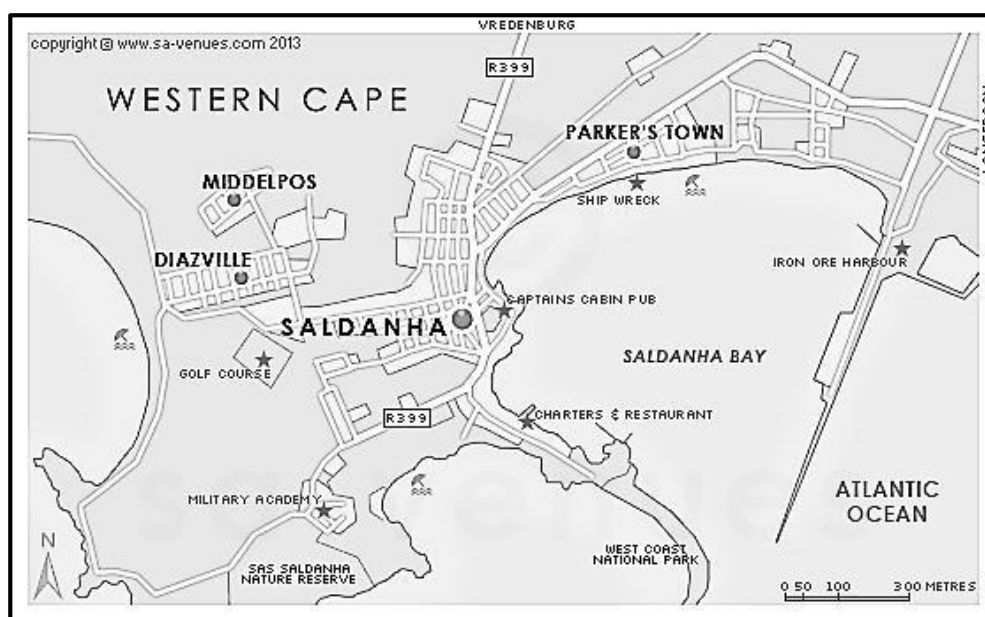 VREDENBURG
copyright @ www.sa-venues.com 2013
R399
WESTERN CAPE
PARKER'S TOWN
MIDDELPOS
SHIP WRECK
DIAZVILLE
IRON ORE HARBOUR
CAPTAINS CABIN PUB
SALDANHA
SALDANHA BAY
GOLF COURSE
R399
CHARTERS & RESTAURANT
MILITARY ACADEMY
ATLANTIC
OCEAN
N
WEST COAST
NATIONAL PARK
SAS SALDANHA
NATURE RESERVE
0 50 100 300 METRES